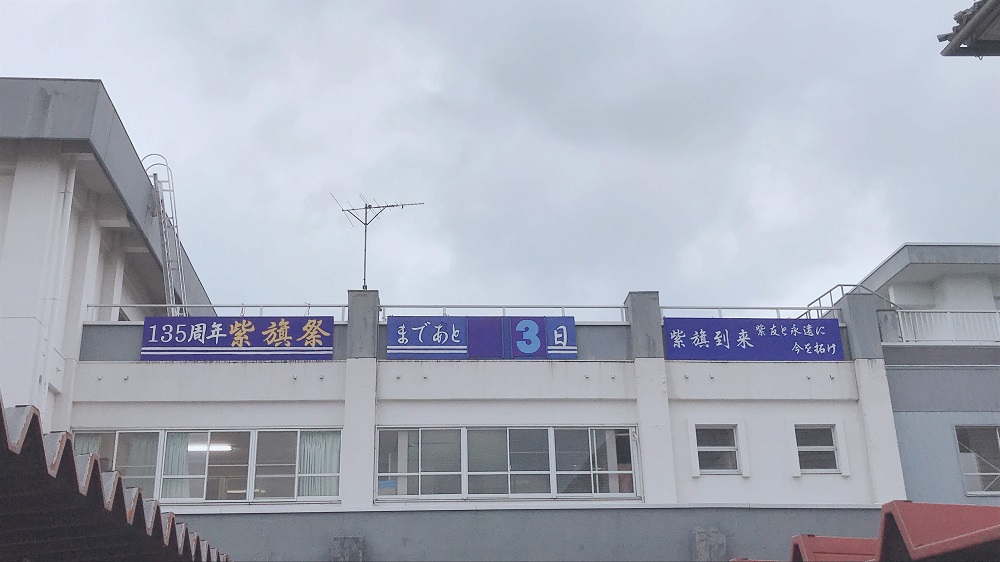 135周年紫旗祭
まであと 3日
紫旗到来
紫友と永遠に
今を拓け